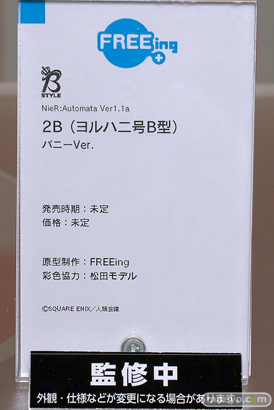 FREEing
B
STYLE
NieR:Automata Ver1.1a
2B（ヨルハ二号B型）
バニーVer.
発売時期：未定
価格：未定
原型制作：FREEing
彩色協力：松田モデル
©SQUARE ENIX／人類会議
監修中
外観・仕様などが変更になる場合があります。